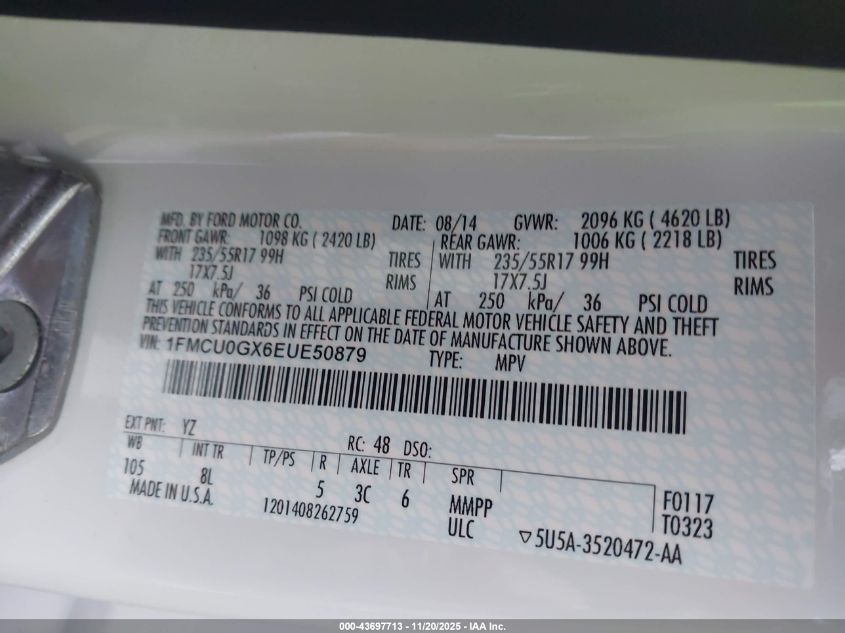 MFD. BY FORD MOTOR CO. DATE: 08/14 GVWR: 2096 KG ( 4620 LB)
FRONT GAWR: 1098 KG ( 2420 LB) REAR GAWR: 1006 KG ( 2218 LB)
WITH 235/55R17 99H TIRES WITH 235/55R17 99H TIRES
17X7.5J RIMS 17X7.5J RIMS
AT 250 kPa/ 36 PSI COLD AT 250 kPa/ 36 PSI COLD
THIS VEHICLE CONFORMS TO ALL APPLICABLE FEDERAL MOTOR VEHICLE SAFETY AND THEFT
PREVENTION STANDARDS IN EFFECT ON THE DATE OF MANUFACTURE SHOWN ABOVE.
VIN: 1FMCU0GX6EUE50879 TYPE: MPV
EXT PNT: YZ RC: 48 DSO:
WB INT TR TP/PS R AXLE TR SPR
105 8L 5 3C 6 MMPP F0117
MADE IN U.S.A. 1201408262759 ULC T0323
▽5U5A-3520472-AA
000-43697713 - 11/20/2025 - IAA Inc.